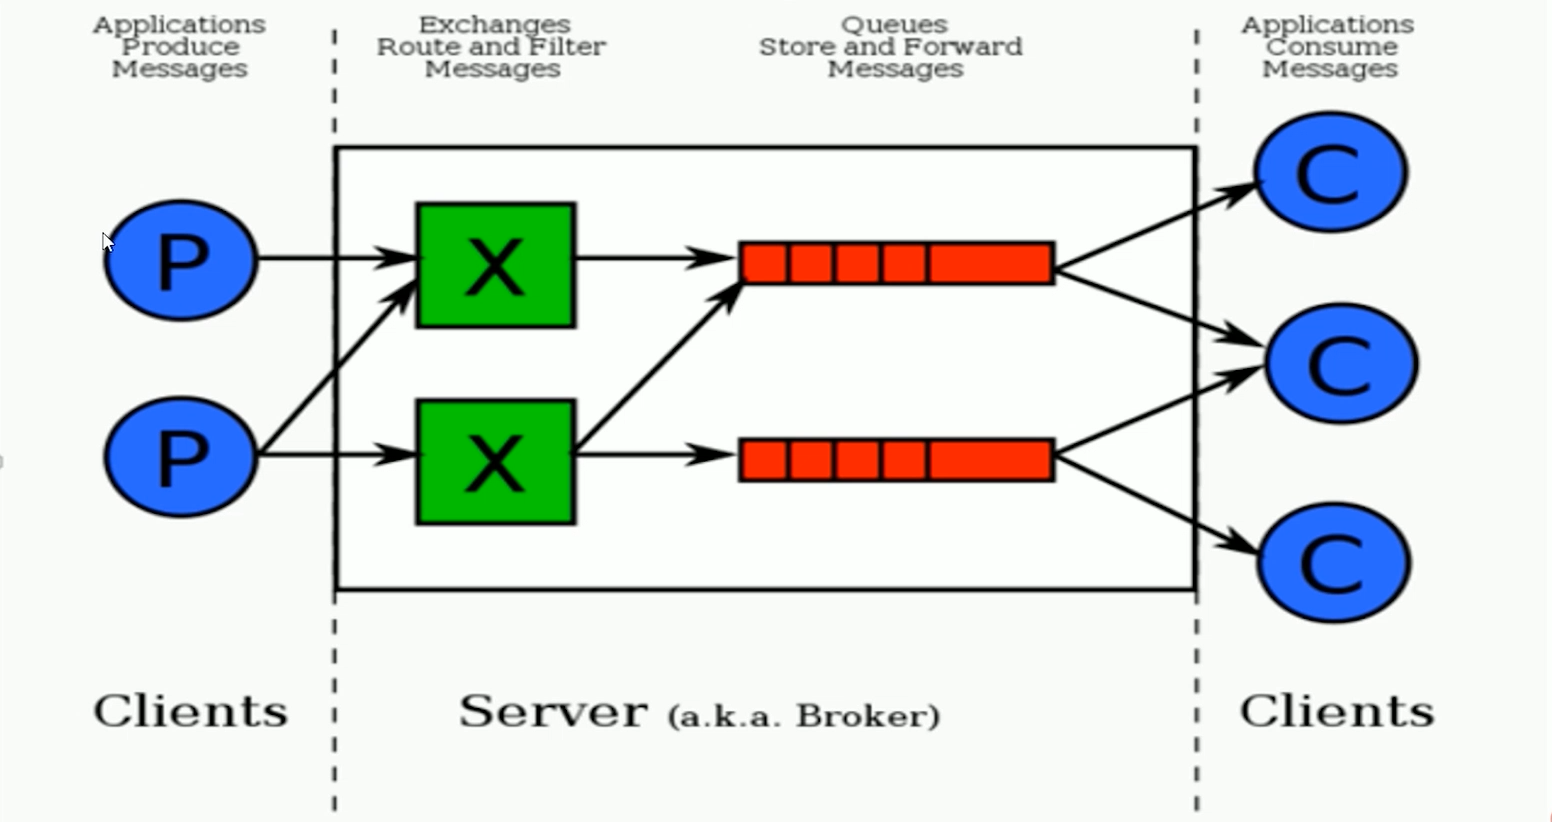 Applications
Produce
Messages
Exchanges
Route and Filter
Messages
Queues
Store and Forward
Messages
Applications
Consume
Messages
P
X
C
C
P
X
C
Clients
Server (a.k.a. Broker)
Clients